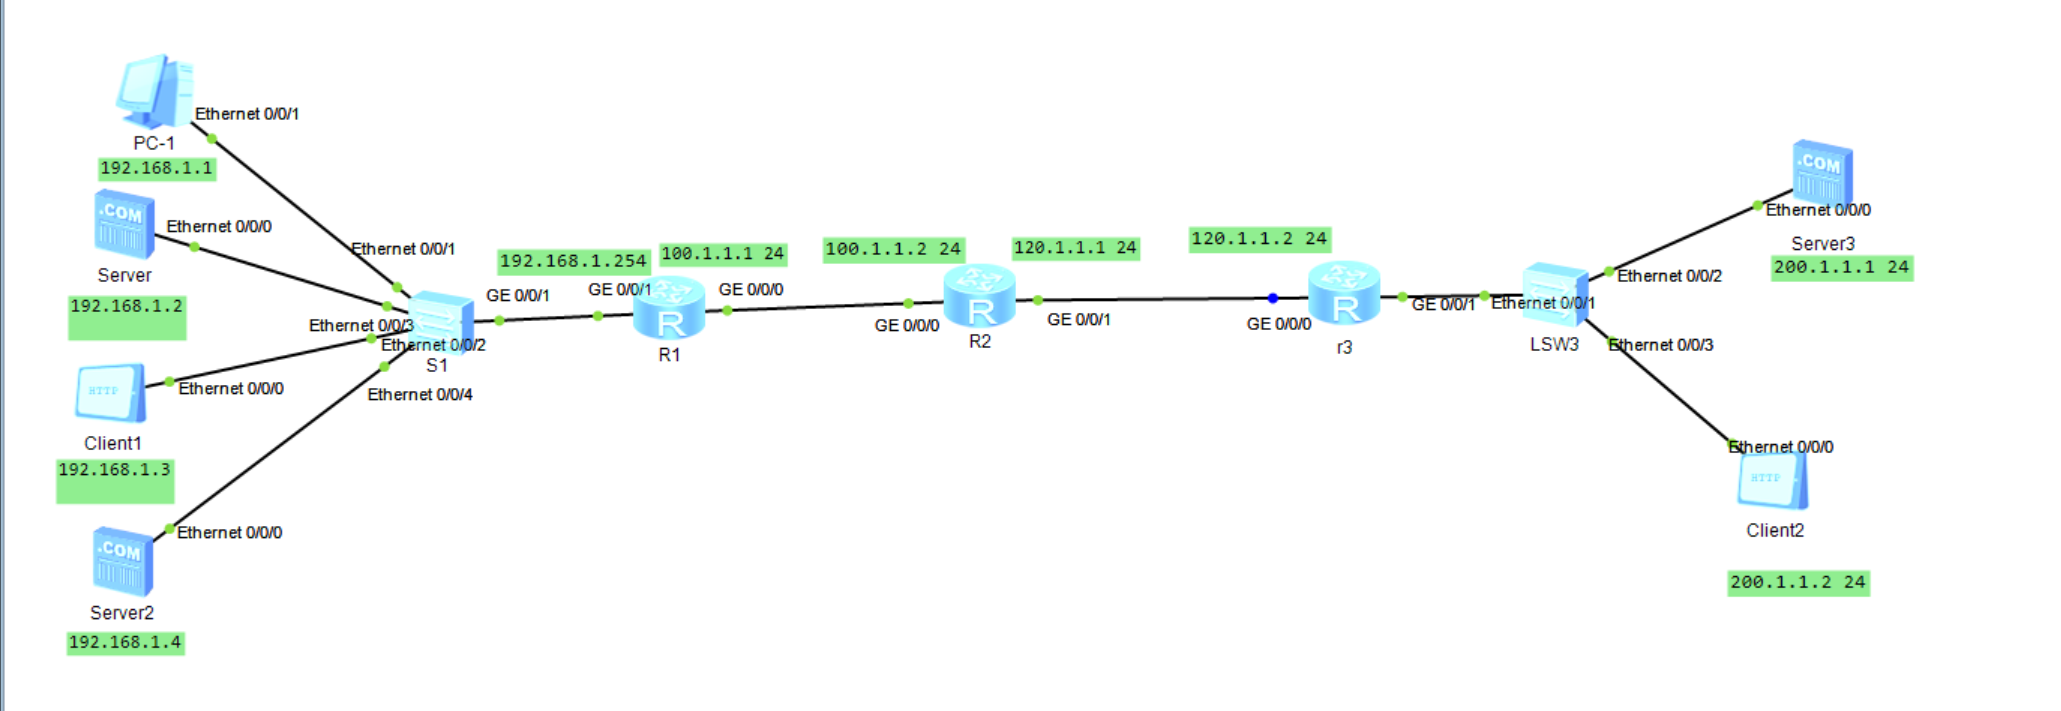 Ethernet 0/0/1
PC-1
192.168.1.1
.COM
Ethernet 0/0/0
Server
192.168.1.2
HTTP
Ethernet 0/0/0
Client1
192.168.1.3
.COM
Ethernet 0/0/0
Server2
192.168.1.4
Ethernet 0/0/1
Ethernet 0/0/3
Ethernet 0/0/2
S1
Ethernet 0/0/4
GE 0/0/1
192.168.1.254
GE 0/0/1
100.1.1.1 24
GE 0/0/0
R
R1
100.1.1.2 24
GE 0/0/0
R
R2
120.1.1.1 24
GE 0/0/1
120.1.1.2 24
GE 0/0/0
R
r3
GE 0/0/1
Ethernet 0/0/1
LSW3
Ethernet 0/0/2
Ethernet 0/0/3
.COM
Ethernet 0/0/0
Server3
200.1.1.1 24
Ethernet 0/0/0
HTTP
Client2
200.1.1.2 24